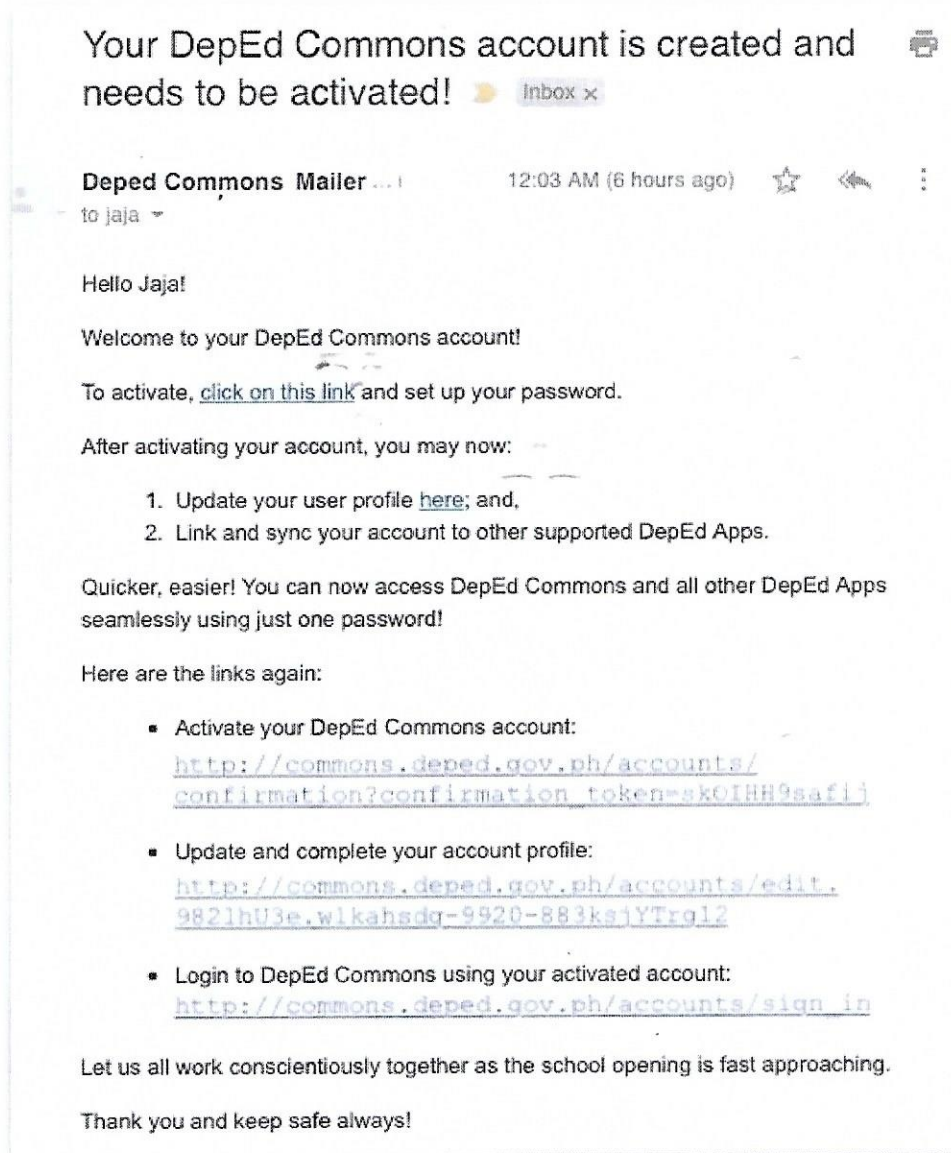 Your DepEd Commons account is created and
needs to be activated! Inbox x
Deped Commons Mailer ... 12:03 AM (6 hours ago)
to jaja
Hello Jaja!
Welcome to your DepEd Commons account!
To activate, click on this link and set up your password.
After activating your account, you may now:
1. Update your user profile here; and,
2. Link and sync your account to other supported DepEd Apps.
Quicker, easier! You can now access DepEd Commons and all other DepEd Apps
seamlessly using just one password!
Here are the links again:
▪ Activate your DepEd Commons account:
http://commons.deped.gov.ph/accounts/
confirmation?confirmation_token=skOIHH9safij
▪ Update and complete your account profile:
http://commons.deped.gov.ph/accounts/edit.
982lhU3e.wlkahsdg-9920-883ksjYTrgl2
▪ Login to DepEd Commons using your activated account:
http://commons.deped.gov.ph/accounts/sign_in
Let us all work conscientiously together as the school opening is fast approaching.
Thank you and keep safe always!